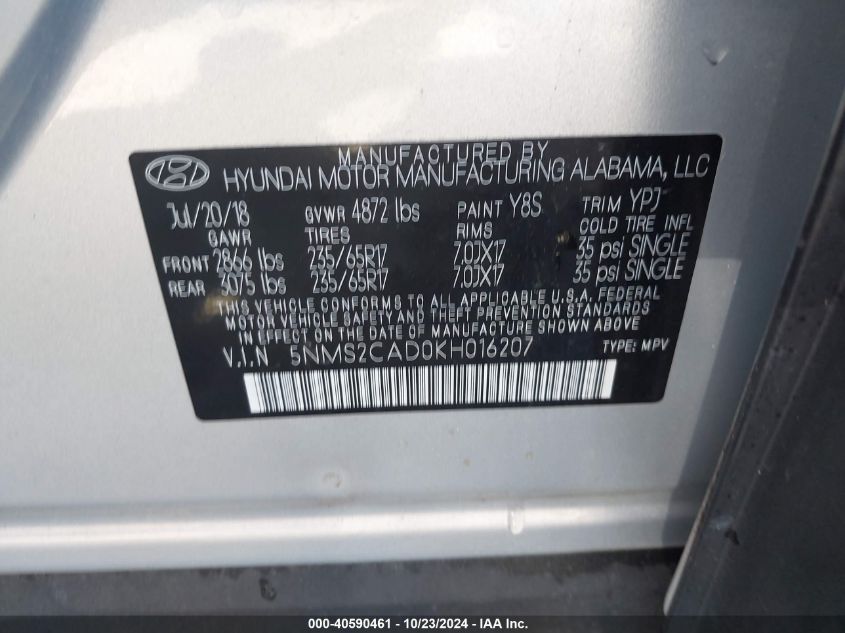 MANUFACTURED BY
HYUNDAI MOTOR MANUFACTURING ALABAMA, LLC
Jul/20/18 GVWR 4872 lbs PAINT Y8S TRIM YPJ
GAWR TIRES RIMS COLD TIRE INFL
FRONT 2866 lbs 235/65R17 7.0JX17 35 psi SINGLE
REAR 3075 lbs 235/65R17 7.0JX17 35 psi SINGLE
THIS VEHICLE CONFORMS TO ALL APPLICABLE U.S.A. FEDERAL
MOTOR VEHICLE SAFETY AND THEFT PREVENTION STANDARDS
IN EFFECT ON THE DATE OF MANUFACTURE SHOWN ABOVE
V.I.N 5NMS2CAD0KH016207 TYPE: MPV
000-40590461 - 10/23/2024 - IAA Inc.